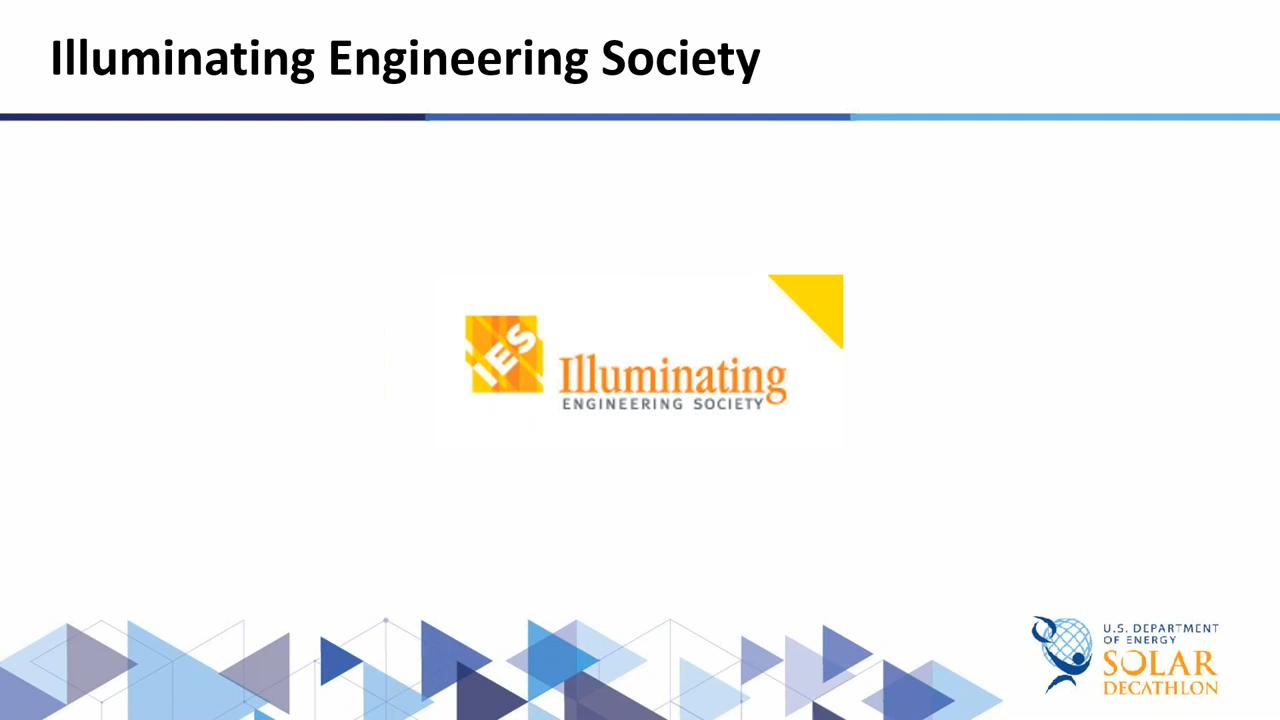 Illuminating Engineering Society
IES
Illuminating
ENGINEERING SOCIETY
U.S. DEPARTMENT
OF ENERGY
SOLAR
DECATHLON